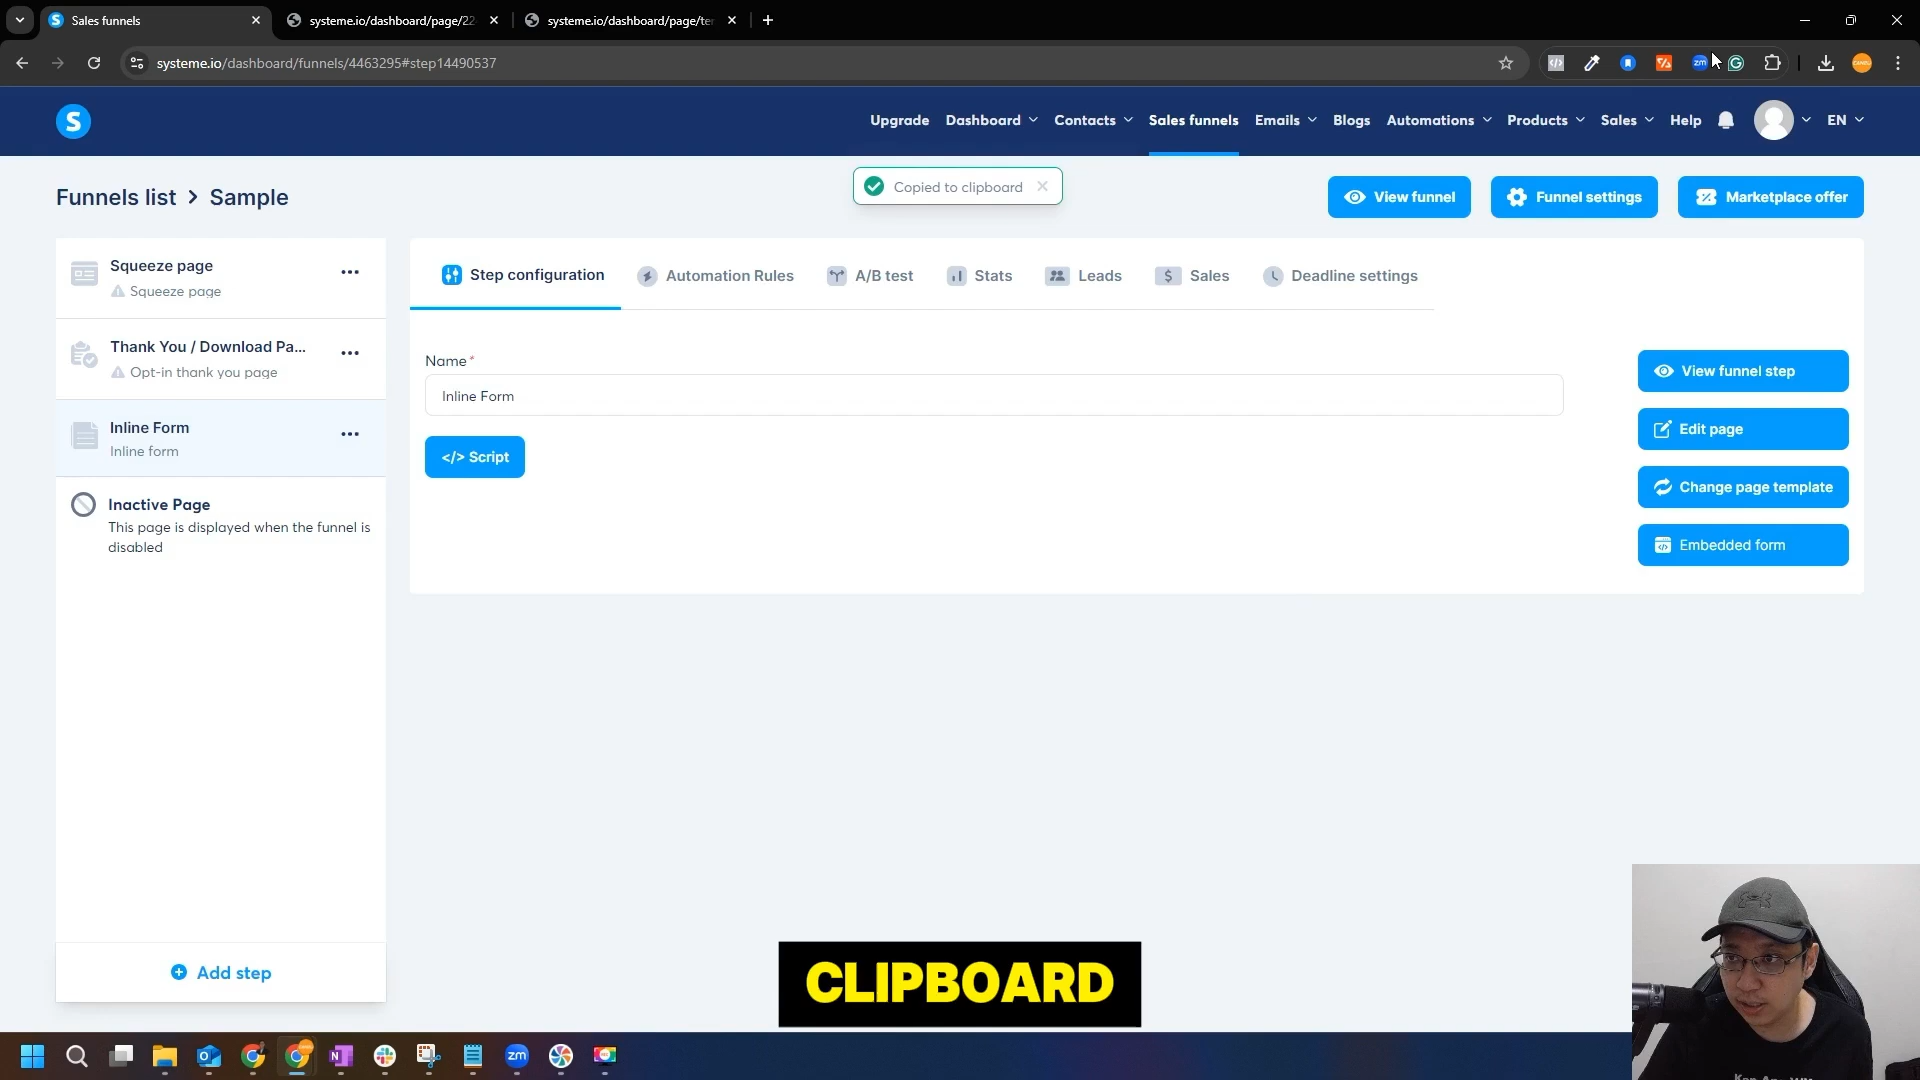 Sales funnels
systeme.io/dashboard/page/22
systeme.io/dashboard/page/te
systeme.io/dashboard/funnels/4463295#step14490537
S
Upgrade Dashboard Contacts Sales funnels Emails Blogs Automations Products Sales Help EN
Funnels list > Sample
Copied to clipboard
View funnel
Funnel settings
Marketplace offer
Squeeze page
Squeeze page
Thank You / Download Pa...
Opt-in thank you page
Inline Form
Inline form
Inactive Page
This page is displayed when the funnel is
disabled
Add step
Step configuration
Automation Rules
A/B test
Stats
Leads
Sales
Deadline settings
Name*
Inline Form
</> Script
View funnel step
Edit page
Change page template
Embedded form
CLIPBOARD